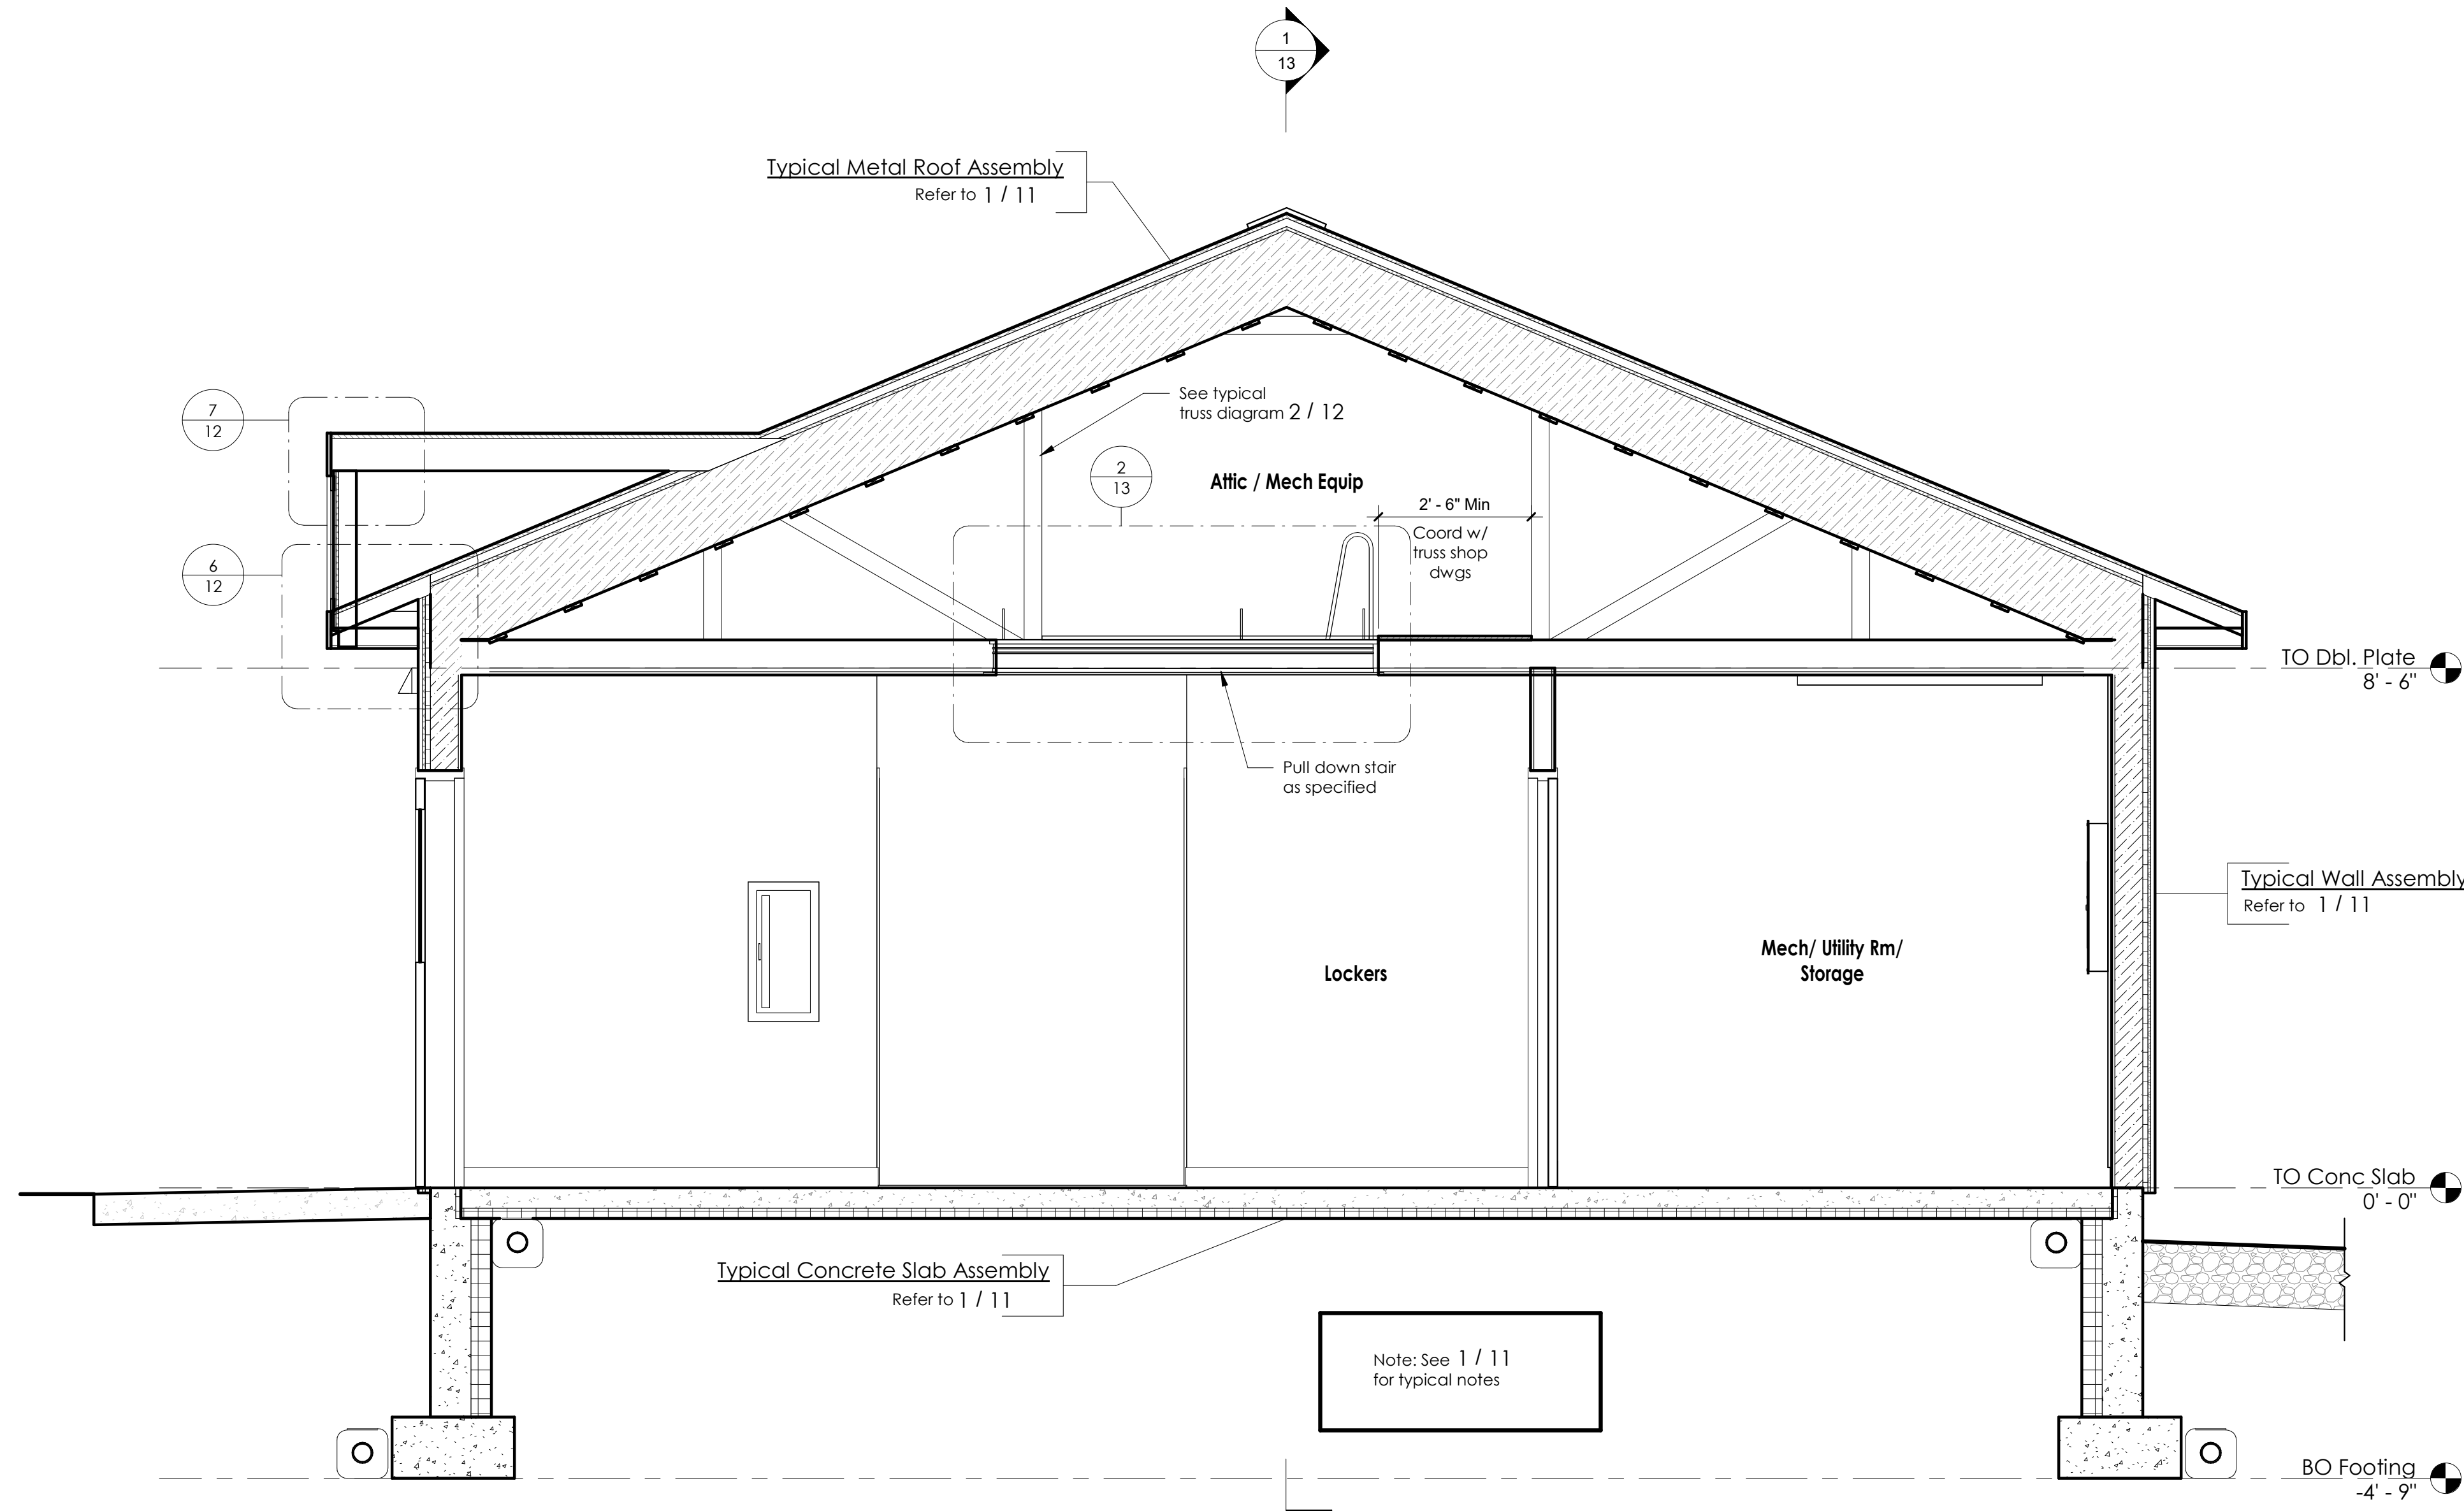 1
13
Typical Metal Roof Assembly
Refer to 1 / 11
7
12
See typical
truss diagram 2 / 12
2
13
Attic / Mech Equip
2' - 6" Min
Coord w/
truss shop
dwgs
6
12
TO Dbl. Plate
8' - 6"
Pull down stair
as specified
Typical Wall Assembly
Refer to 1 / 11
Lockers
Mech/ Utility Rm/
Storage
TO Conc Slab
0' - 0"
Typical Concrete Slab Assembly
Refer to 1 / 11
Note: See 1 / 11
for typical notes
BO Footing
-4' - 9"